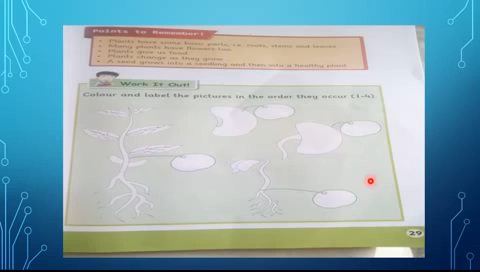 Points to Remember!
• Plants have some basic parts, i.e. roots, stems and leaves
• Many plants have flowers too.
• Plants give us food.
• Plants change as they grow.
• A seed grows into a seedling and then into a healthy plant.
Work It Out!
Colour and label the pictures in the order they occur (1-4).
29